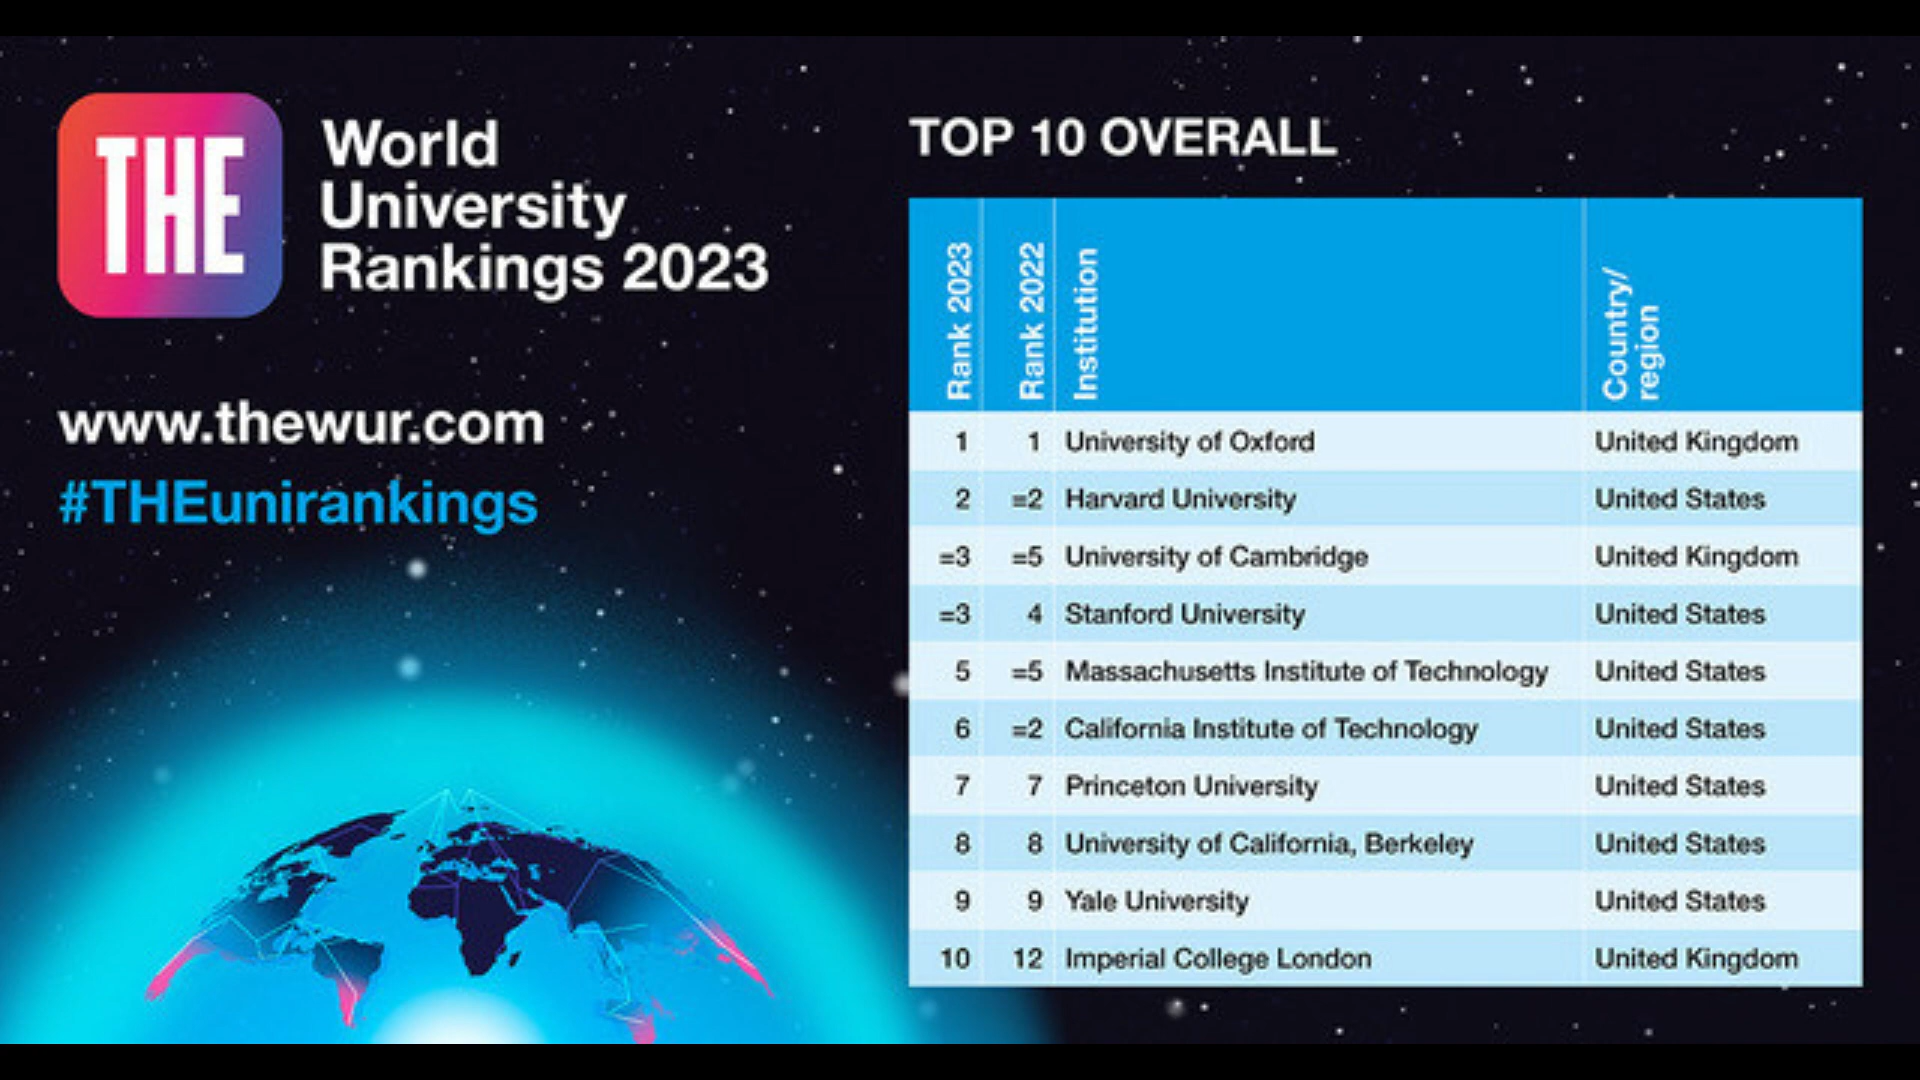 THE
World
University
Rankings 2023
www.thewur.com
#THEunirankings
TOP 10 OVERALL
Rank 2023 Rank 2022 Institution Country/
region
1 1 University of Oxford United Kingdom
2 =2 Harvard University United States
=3 =5 University of Cambridge United Kingdom
=3 4 Stanford University United States
5 =5 Massachusetts Institute of Technology United States
6 =2 California Institute of Technology United States
7 7 Princeton University United States
8 8 University of California, Berkeley United States
9 9 Yale University United States
10 12 Imperial College London United Kingdom